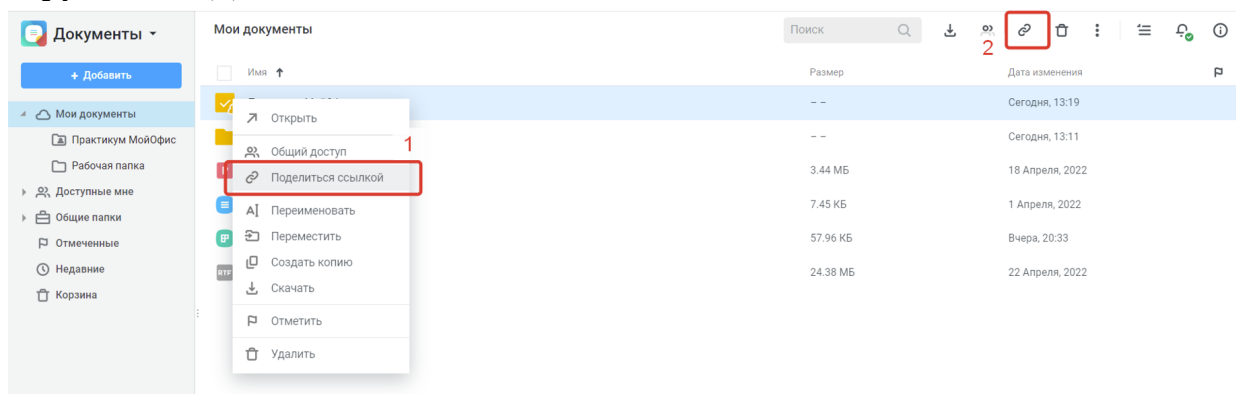 Документы
Мои документы
Поиск
2
+ Добавить
Имя
Размер
Дата изменения
Мои документы
Практикум МойОфис
Рабочая папка
Доступные мне
Общие папки
Отмеченные
Недавние
Корзина
– – Сегодня, 13:19
– – Сегодня, 13:11
3.44 МБ 18 Апреля, 2022
7.45 КБ 1 Апреля, 2022
57.96 КБ Вчера, 20:33
RTF 24.38 МБ 22 Апреля, 2022
Открыть
1
Общий доступ
Поделиться ссылкой
Переименовать
Переместить
Создать копию
Скачать
Отметить
Удалить